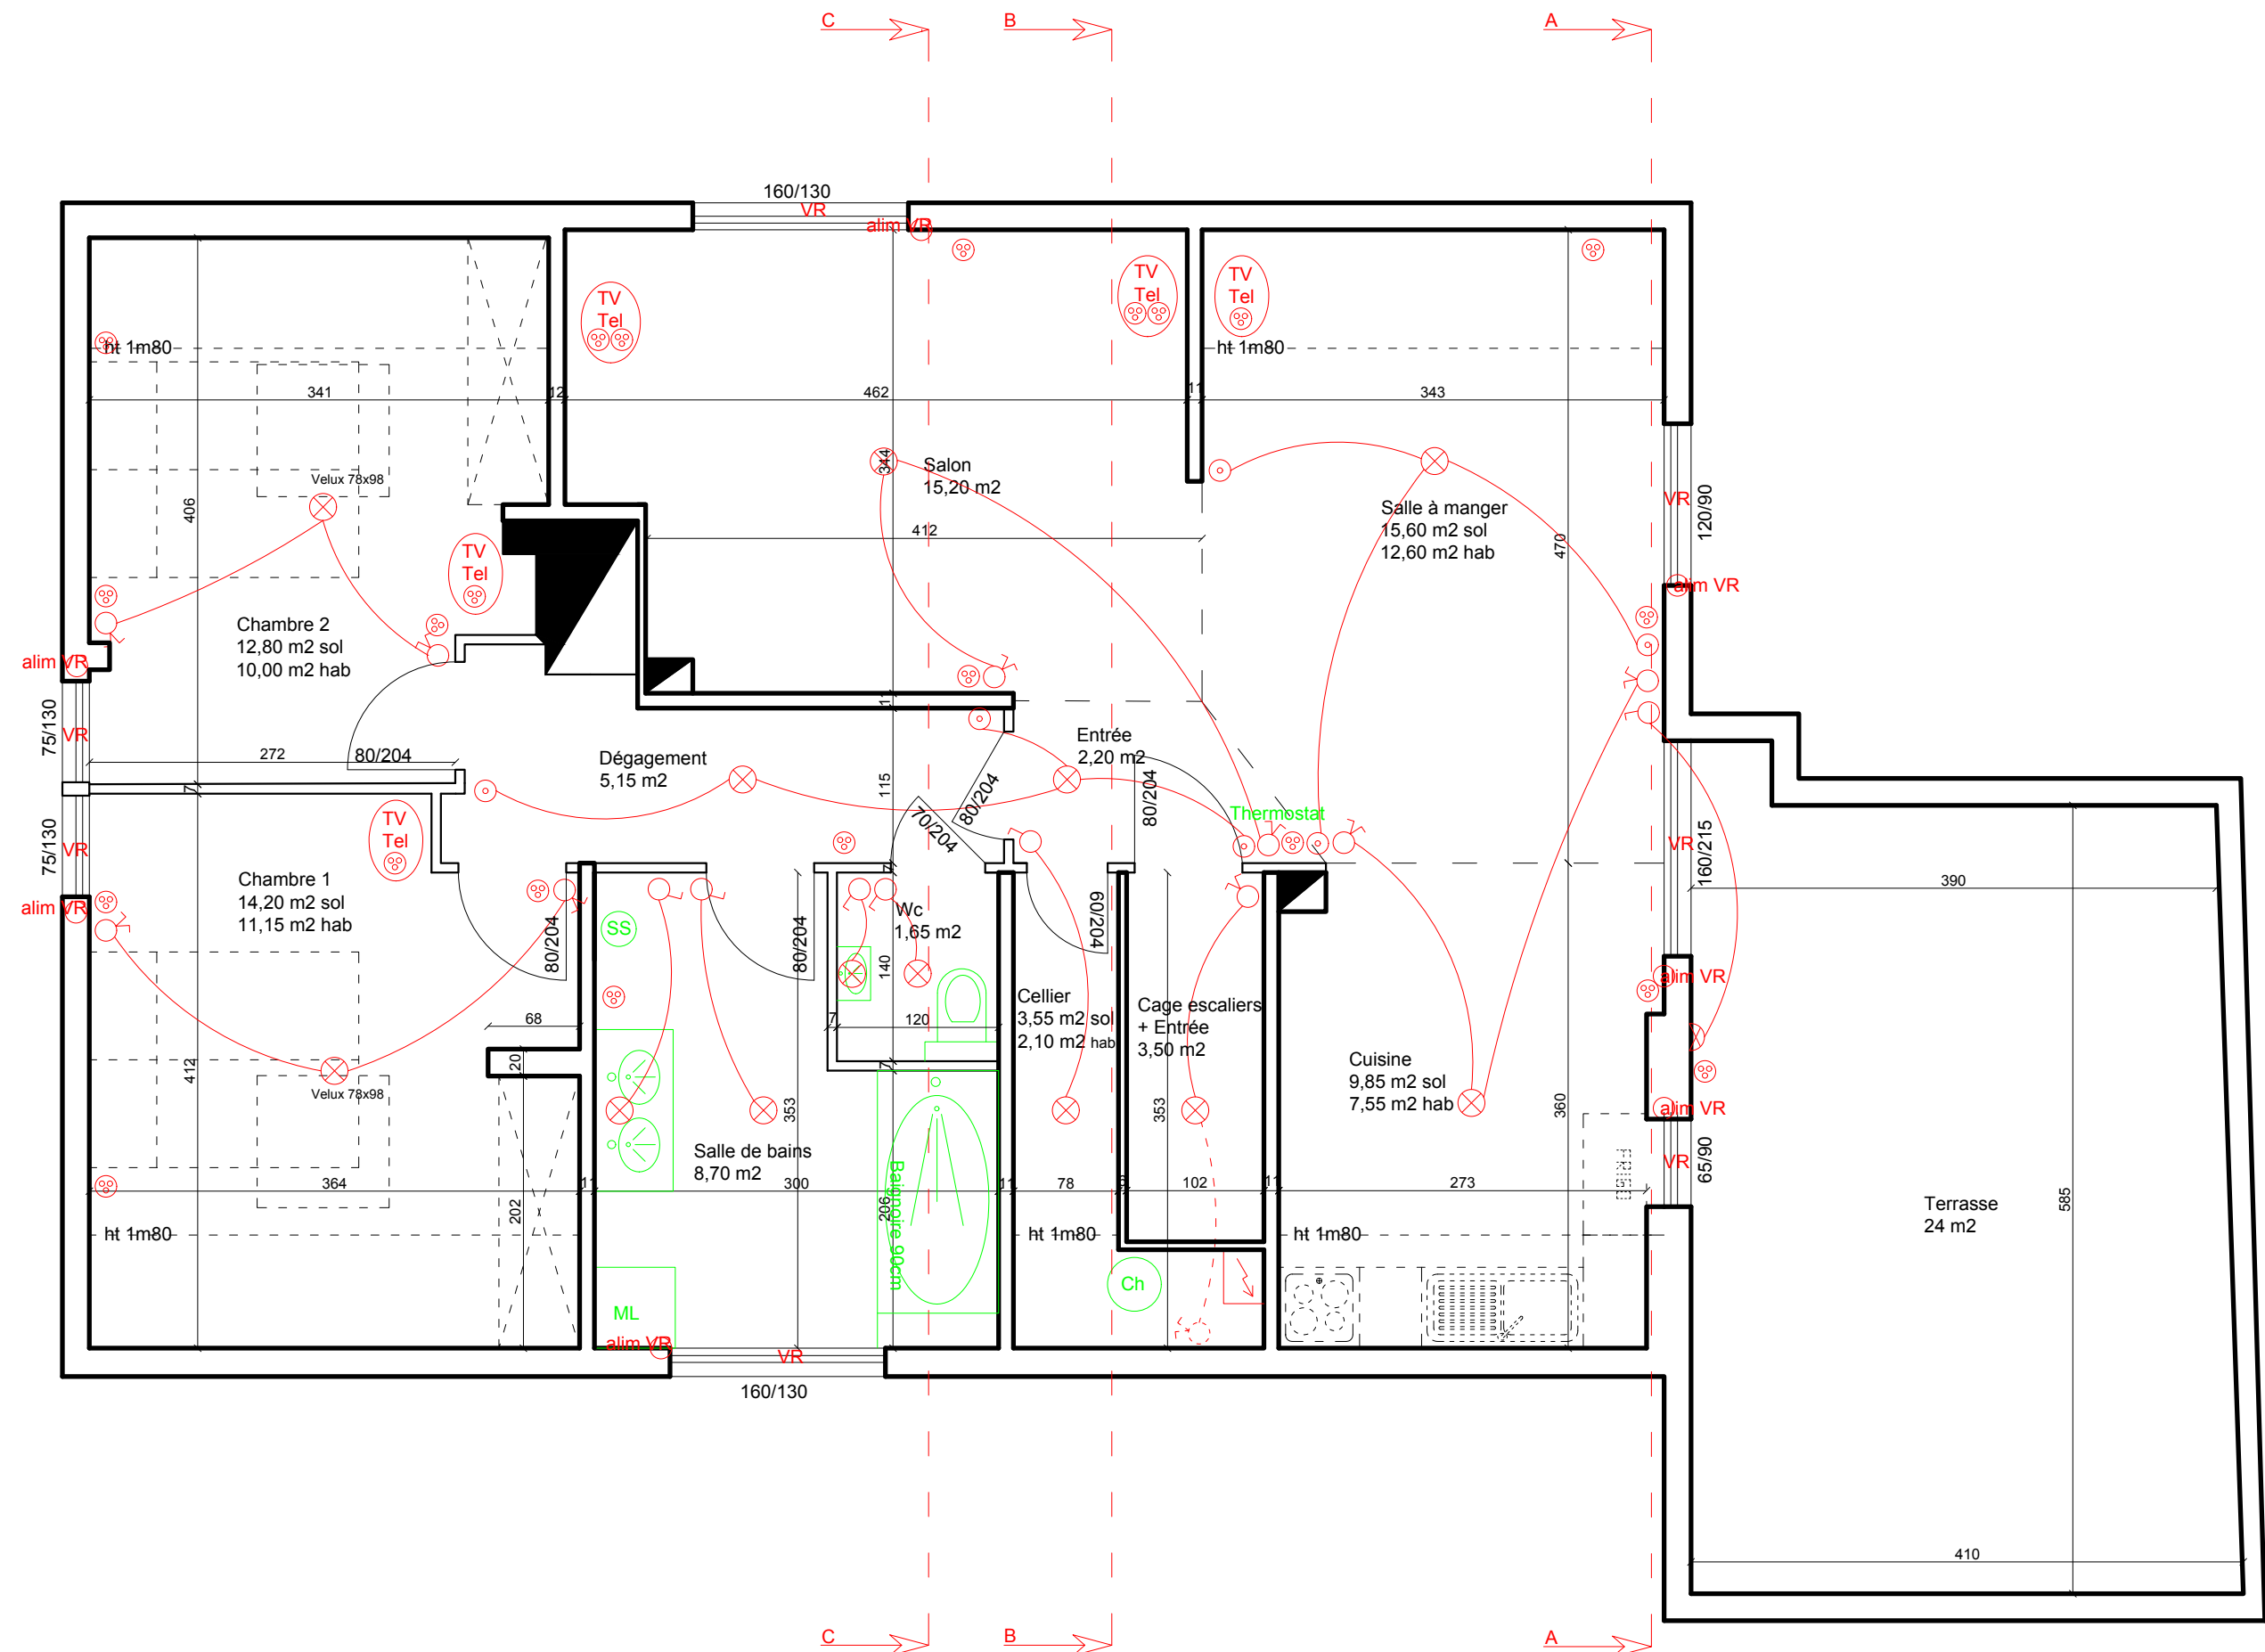 C
B
A
160/130
VR
alim VR
TV
Tel
TV
Tel
TV
Tel
ht 1m80
ht 1m80
341
12
462
11
343
Velux 78x98
344
Salon
15,20 m2
Salle à manger
15,60 m2 sol
12,60 m2 hab
VR
120/90
406
412
470
TV
Tel
alim VR
Chambre 2
12,80 m2 sol
10,00 m2 hab
alim VR
75/130
VR
11
272
80/204
Dégagement
5,15 m2
Entrée
2,20 m2
80/204
70/204
80/204
115
7
Thermostat
TV
Tel
75/130
VR
VR
160/215
390
7
Chambre 1
14,20 m2 sol
11,15 m2 hab
alim VR
80/204
SS
80/204
Wc
1,65 m2
60/204
140
alim VR
Cellier
3,55 m2 sol
2,10 m2 hab
Cage escaliers
+ Entrée
3,50 m2
68
7
120
20
7
412
Velux 78x98
Cuisine
9,85 m2 sol
7,55 m2 hab
353
353
360
alim VR
Salle de bains
8,70 m2
VR
65/90
364
11
300
11
78
6
102
11
273
202
206
Baignoire 90cm
Terrasse
24 m2
585
ht 1m80
ht 1m80
ht 1m80
Ch
ML
alim VR
VR
160/130
410
C
B
A